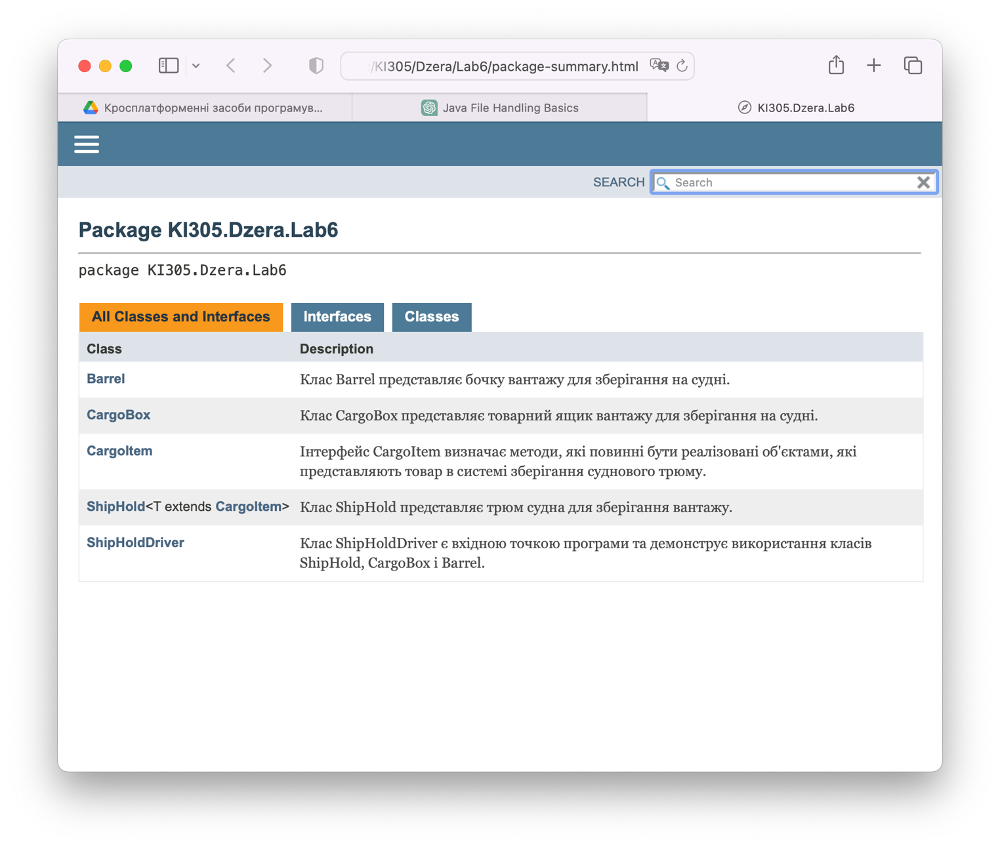 /KI305/Dzera/Lab6/package-summary.html
Кросплатформенні засоби програмув...
Java File Handling Basics
KI305.Dzera.Lab6
SEARCH
Search
Package KI305.Dzera.Lab6
package KI305.Dzera.Lab6
All Classes and Interfaces
Interfaces
Classes
Class
Description
Barrel
Клас Barrel представляє бочку вантажу для зберігання на судні.
CargoBox
Клас CargoBox представляє товарний ящик вантажу для зберігання на судні.
CargoItem
Інтерфейс CargoItem визначає методи, які повинні бути реалізовані об'єктами, які
представляють товар в системі зберігання суднового трюму.
ShipHold<T extends CargoItem>
Клас ShipHold представляє трюм судна для зберігання вантажу.
ShipHoldDriver
Клас ShipHoldDriver є вхідною точкою програми та демонструє використання класів
ShipHold, CargoBox і Barrel.